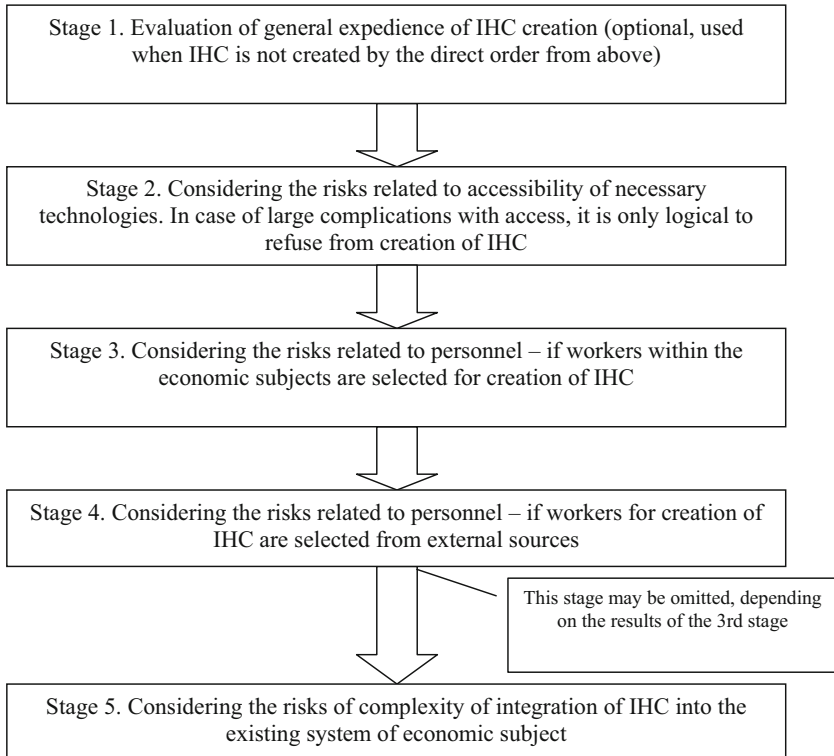 Stage 1. Evaluation of general expedience of IHC creation (optional, used
when IHC is not created by the direct order from above)
Stage 2. Considering the risks related to accessibility of necessary
technologies. In case of large complications with access, it is only logical to
refuse from creation of IHC
Stage 3. Considering the risks related to personnel – if workers within the
economic subjects are selected for creation of IHC
Stage 4. Considering the risks related to personnel – if workers for creation of
IHC are selected from external sources
This stage may be omitted, depending
on the results of the 3rd stage
Stage 5. Considering the risks of complexity of integration of IHC into the
existing system of economic subject